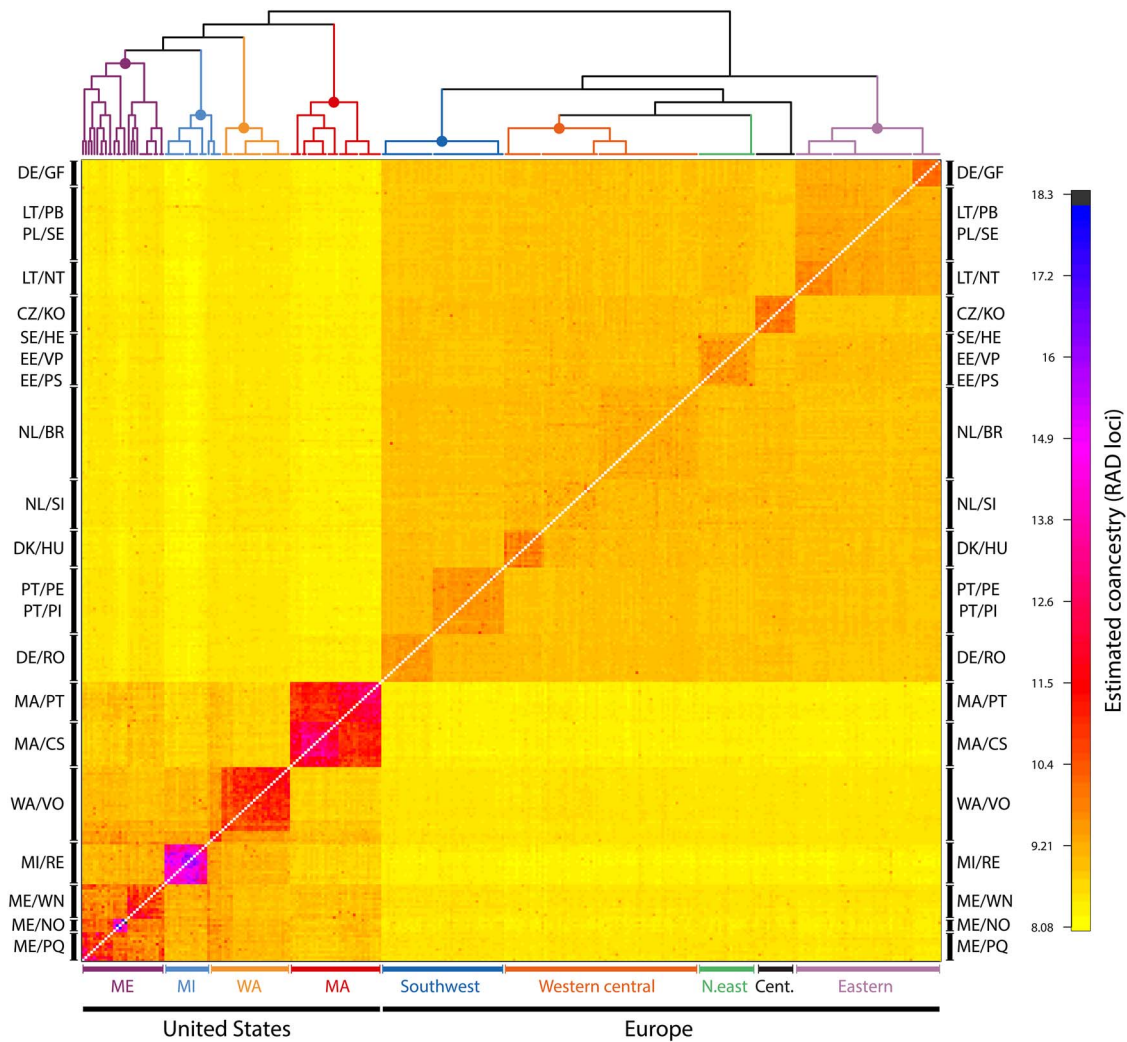 DE/GF
LT/PB
PL/SE
LT/NT
CZ/KO
SE/HE
EE/VP
EE/PS
NL/BR
NL/SI
DK/HU
PT/PE
PT/PI
DE/RO
MA/PT
MA/CS
WA/VO
MI/RE
ME/WN
ME/NO
ME/PQ
DE/GF
LT/PB
PL/SE
LT/NT
CZ/KO
SE/HE
EE/VP
EE/PS
NL/BR
NL/SI
DK/HU
PT/PE
PT/PI
DE/RO
MA/PT
MA/CS
WA/VO
MI/RE
ME/WN
ME/NO
ME/PQ
18.3
17.2
16
14.9
13.8
12.6
11.5
10.4
9.21
8.08
Estimated coancestry (RAD loci)
ME MI WA MA Southwest Western central N.east Cent. Eastern
United States Europe